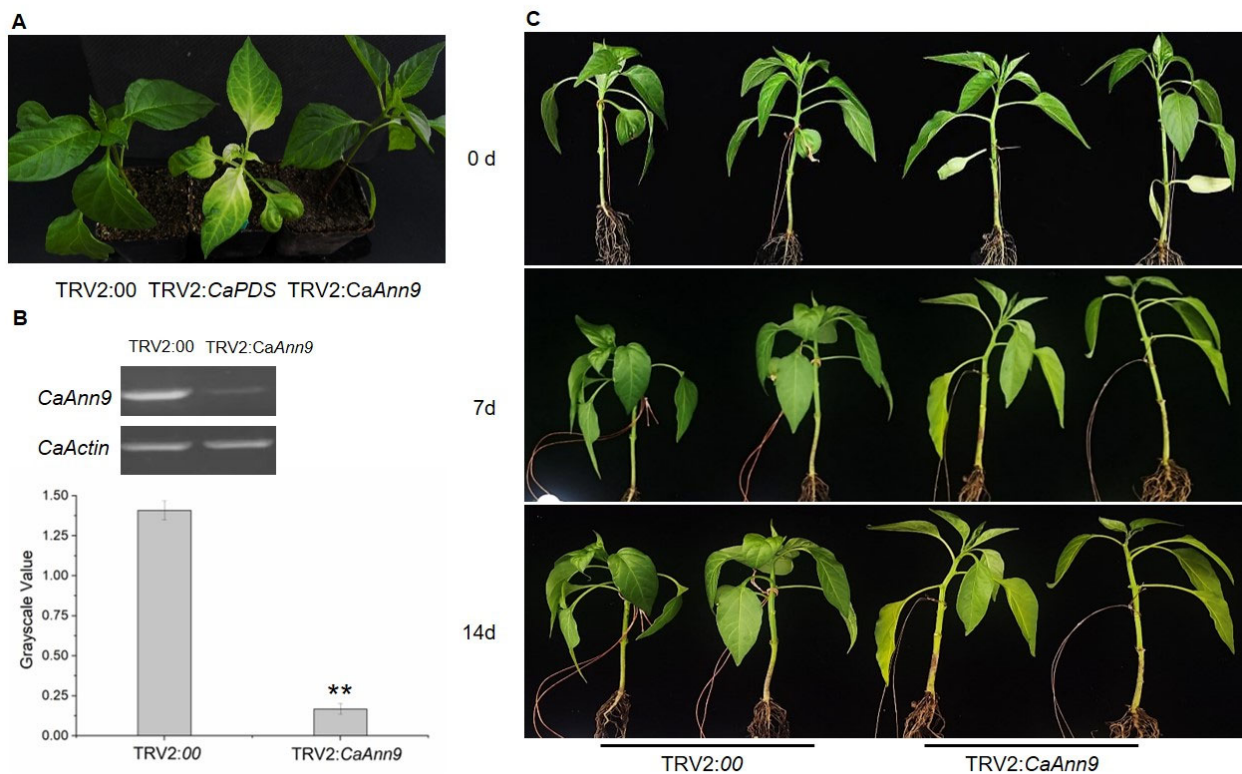 A
TRV2:00 TRV2:CaPDS TRV2:CaAnn9
B
TRV2:00 TRV2:CaAnn9
CaAnn9
CaActin
1.50
1.25
1.00
0.75
0.50
0.25
0.00
Grayscale Value
**
TRV2:00 TRV2:CaAnn9
C
0 d
7d
14d
TRV2:00 TRV2:CaAnn9